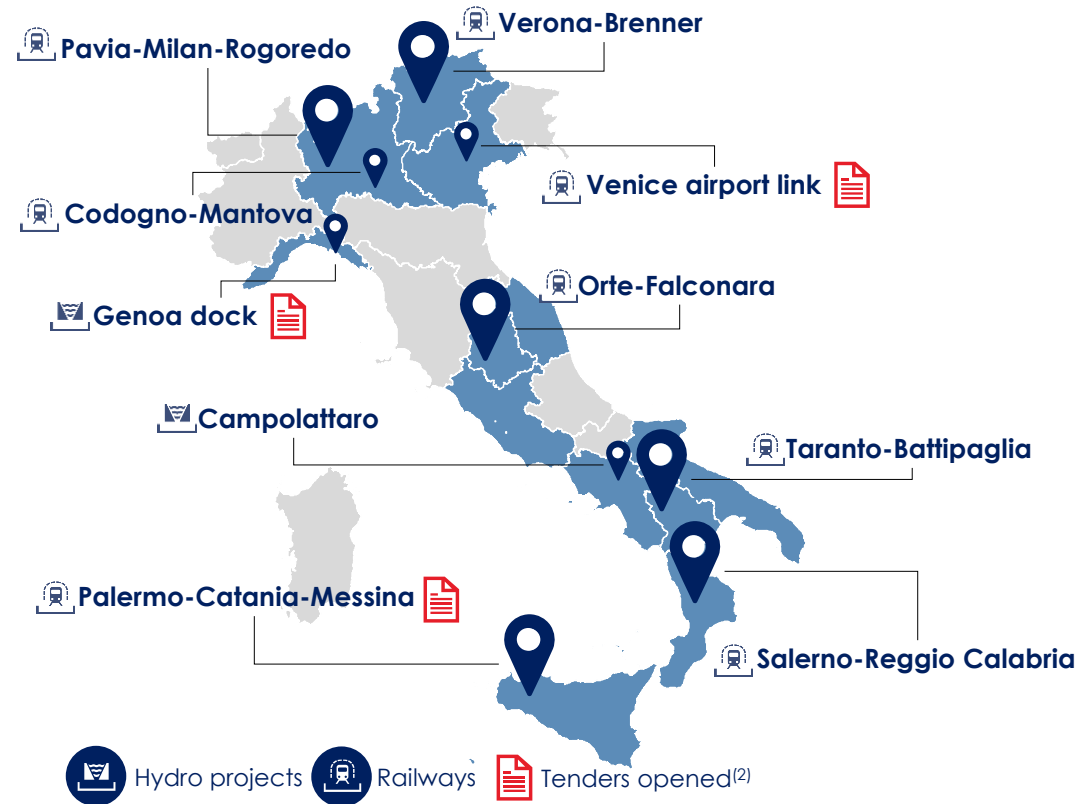 Verona-Brenner
Pavia-Milan-Rogoredo
Venice airport link
Codogno-Mantova
Orte-Falconara
Genoa dock
Campolattaro
Taranto-Battipaglia
Palermo-Catania-Messina
Salerno-Reggio Calabria
Hydro projects Railways Tenders opened(2)